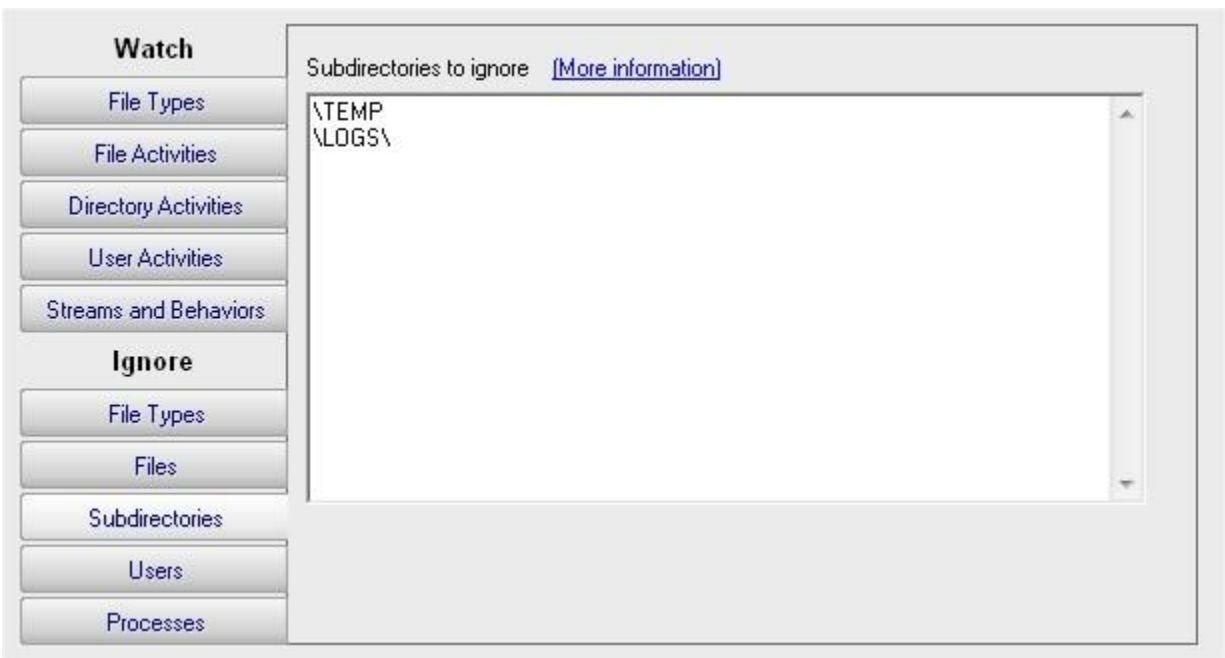 Watch
File Types
File Activities
Directory Activities
User Activities
Streams and Behaviors
Ignore
File Types
Files
Subdirectories
Users
Processes
Subdirectories to ignore (More information)
\TEMP
\LOGS\